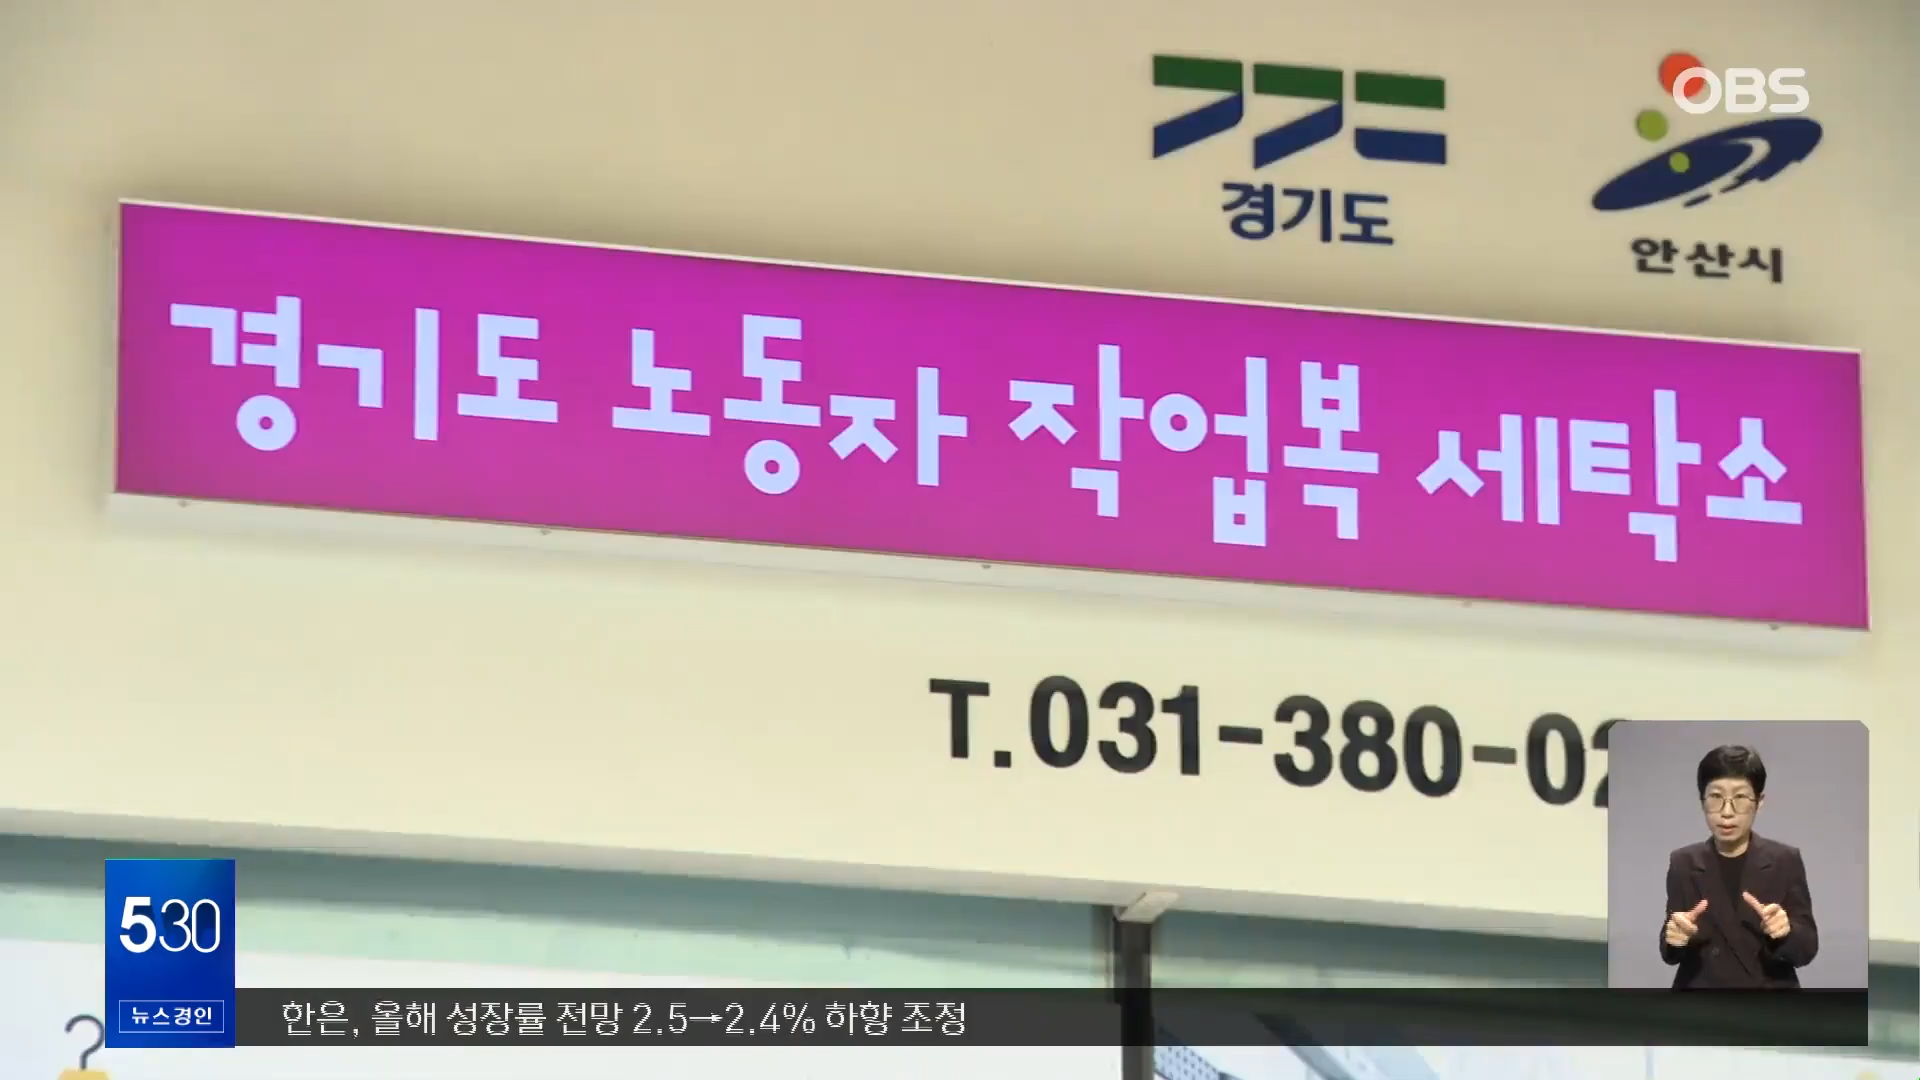 OBS
경기도
안산시
경기도 노동자 작업복 세탁소
T.031-380-02
530
뉴스경인
한은, 올해 성장률 전망 2.5→2.4% 하향 조정